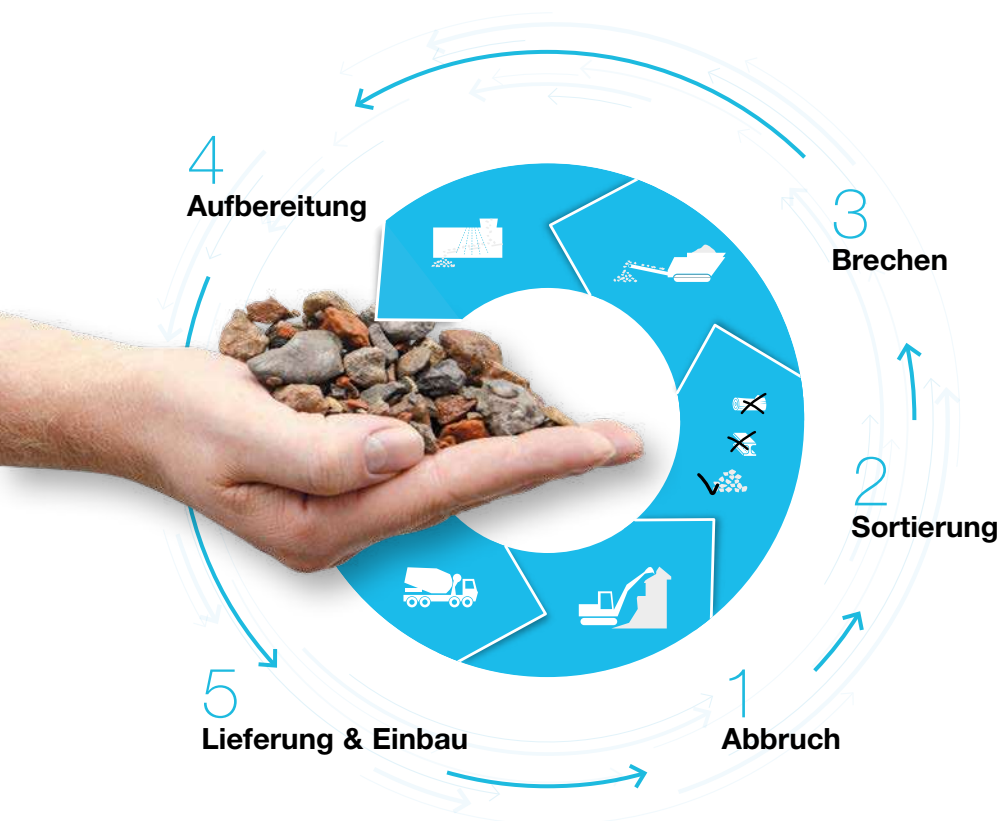 4
Aufbereitung
3
Brechen
2
Sortierung
5
Lieferung & Einbau
1
Abbruch